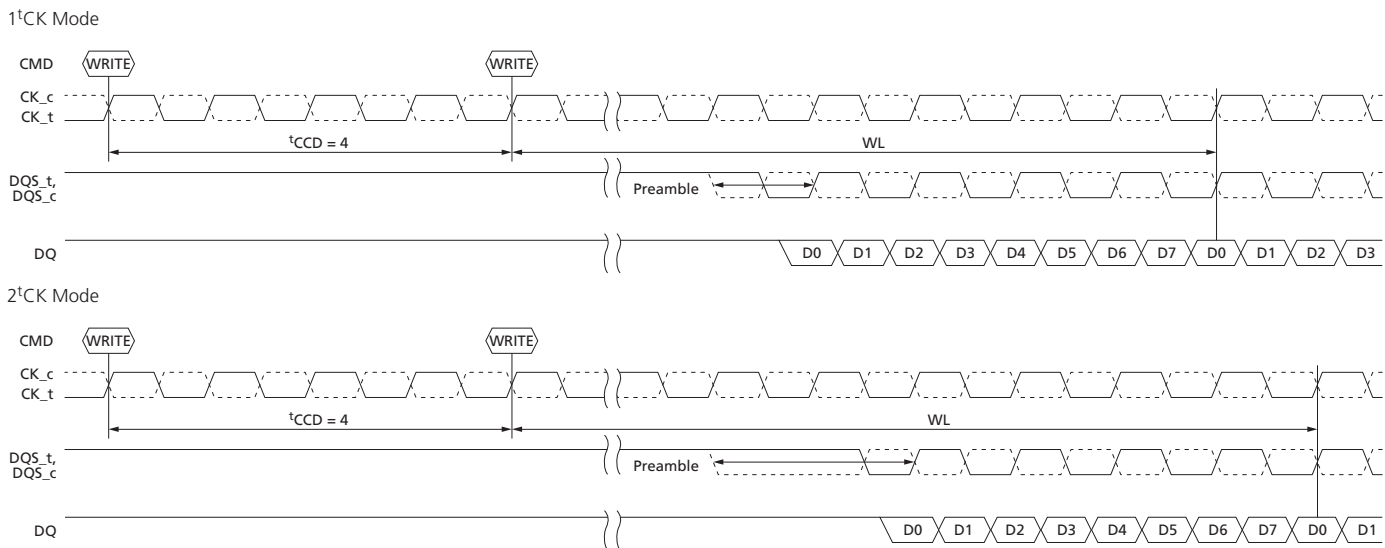 1tCK Mode
CMD WRITE WRITE
CK_c
CK_t
tCCD = 4 WL
DQS_t,
DQS_c
Preamble
DQ D0 D1 D2 D3 D4 D5 D6 D7 D0 D1 D2 D3
2tCK Mode
CMD WRITE WRITE
CK_c
CK_t
tCCD = 4 WL
DQS_t,
DQS_c
Preamble
DQ D0 D1 D2 D3 D4 D5 D6 D7 D0 D1